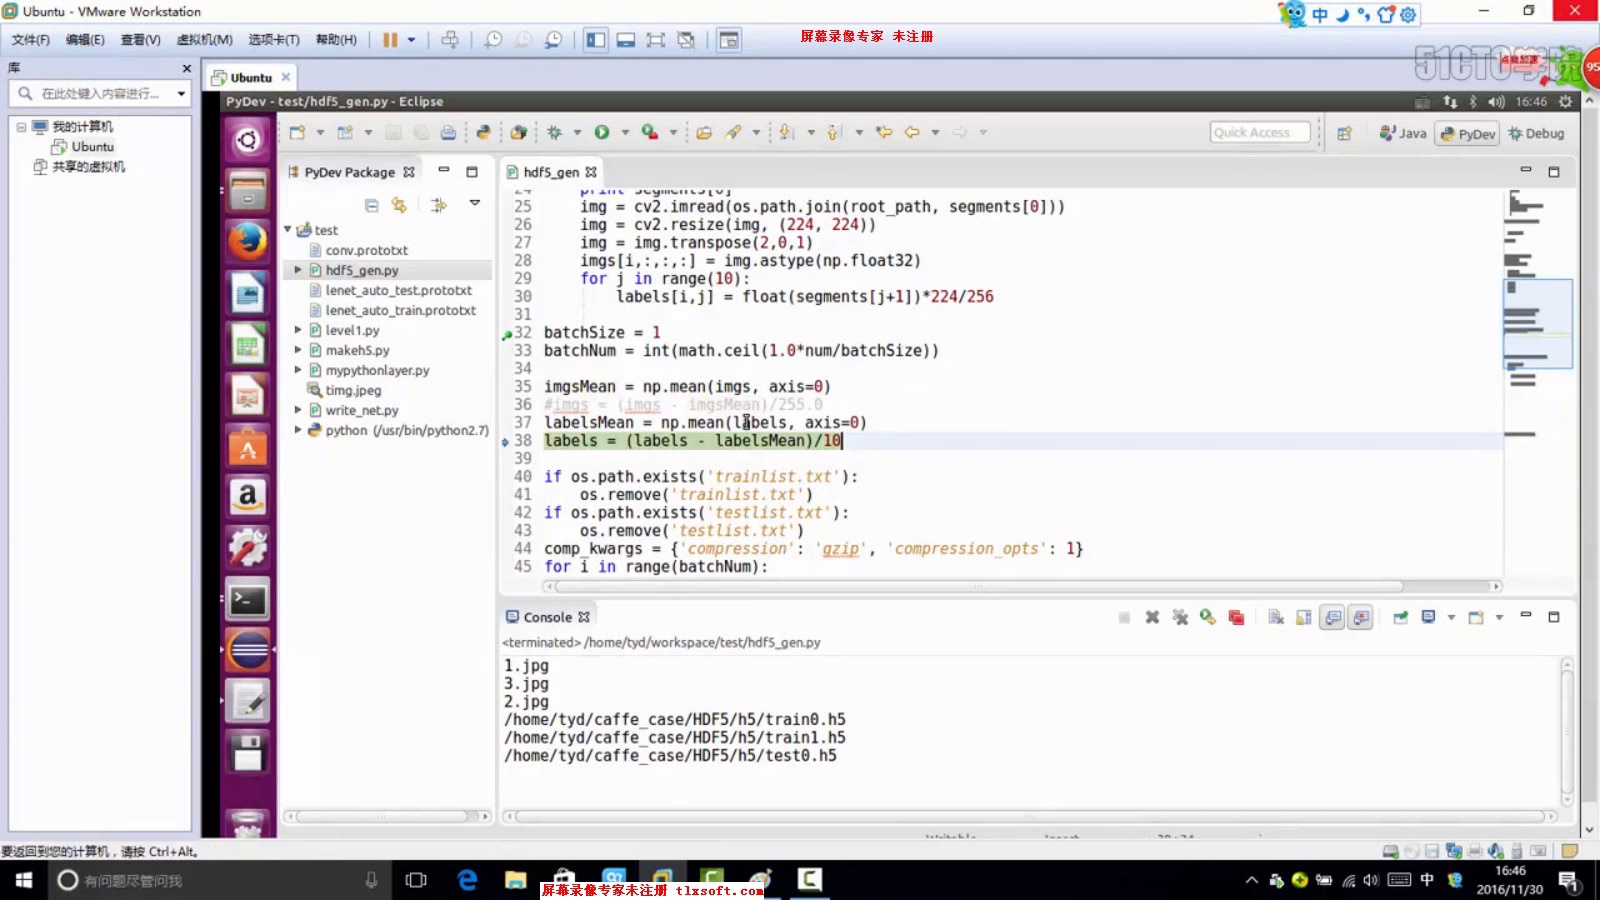 Ubuntu - VMware Workstation
中
文件(F) 编辑(E) 查看(V) 虚拟机(M) 选项卡(T) 帮助(H)
屏幕录像专家 未注册
51CTO学院
95
库
Ubuntu
在此处键入内容进行...
我的计算机
Ubuntu
共享的虚拟机
PyDev - test/hdf5_gen.py - Eclipse
16:46
Quick Access
Java
PyDev
Debug
PyDev Package
test
conv.prototxt
hdf5_gen.py
lenet_auto_test.prototxt
lenet_auto_train.prototxt
level1.py
makeh5.py
mypythonlayer.py
timg.jpeg
write_net.py
python (/usr/bin/python2.7)
hdf5_gen
24 print segments[0]
25 img = cv2.imread(os.path.join(root_path, segments[0]))
26 img = cv2.resize(img, (224, 224))
27 img = img.transpose(2,0,1)
28 imgs[i,:,:,:] = img.astype(np.float32)
29 for j in range(10):
30 labels[i,j] = float(segments[j+1])*224/256
31
32 batchSize = 1
33 batchNum = int(math.ceil(1.0*num/batchSize))
34
35 imgsMean = np.mean(imgs, axis=0)
36 #imgs = (imgs - imgsMean)/255.0
37 labelsMean = np.mean(labels, axis=0)
38 labels = (labels - labelsMean)/10
39
40 if os.path.exists('trainlist.txt'):
41 os.remove('trainlist.txt')
42 if os.path.exists('testlist.txt'):
43 os.remove('testlist.txt')
44 comp_kwargs = {'compression': 'gzip', 'compression_opts': 1}
45 for i in range(batchNum):
Console
<terminated> /home/tyd/workspace/test/hdf5_gen.py
1.jpg
3.jpg
2.jpg
/home/tyd/caffe_case/HDF5/h5/train0.h5
/home/tyd/caffe_case/HDF5/h5/train1.h5
/home/tyd/caffe_case/HDF5/h5/test0.h5
要返回到您的计算机，请按 Ctrl+Alt。
有问题尽管问我
屏幕录像专家未注册 tlxsoft.com
中
16:46
2016/11/30
1